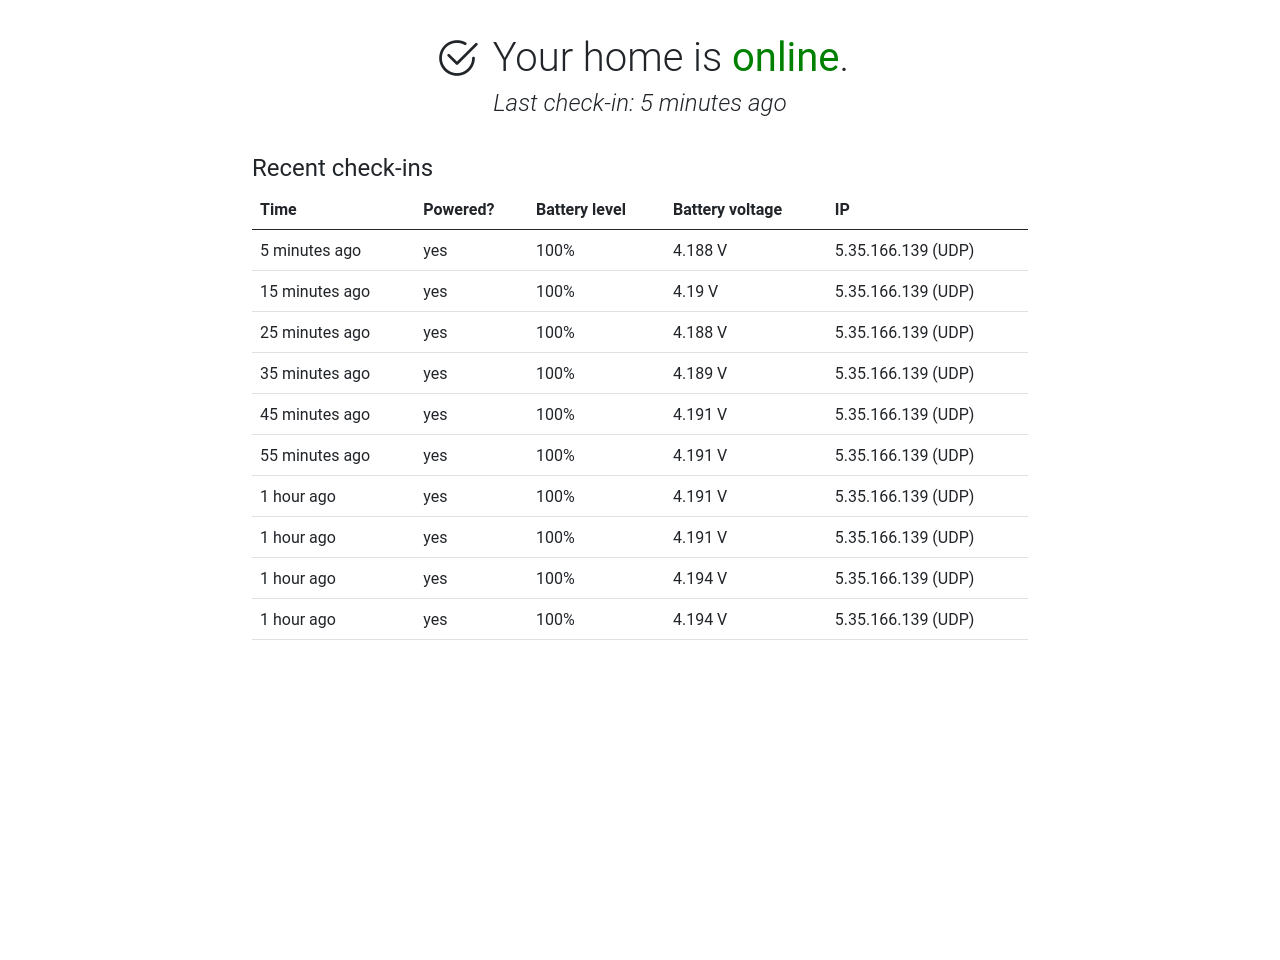 Your home is online.
Last check-in: 5 minutes ago
Recent check-ins
Time Powered? Battery level Battery voltage IP
5 minutes ago yes 100% 4.188 V 5.35.166.139 (UDP)
15 minutes ago yes 100% 4.19 V 5.35.166.139 (UDP)
25 minutes ago yes 100% 4.188 V 5.35.166.139 (UDP)
35 minutes ago yes 100% 4.189 V 5.35.166.139 (UDP)
45 minutes ago yes 100% 4.191 V 5.35.166.139 (UDP)
55 minutes ago yes 100% 4.191 V 5.35.166.139 (UDP)
1 hour ago yes 100% 4.191 V 5.35.166.139 (UDP)
1 hour ago yes 100% 4.191 V 5.35.166.139 (UDP)
1 hour ago yes 100% 4.194 V 5.35.166.139 (UDP)
1 hour ago yes 100% 4.194 V 5.35.166.139 (UDP)